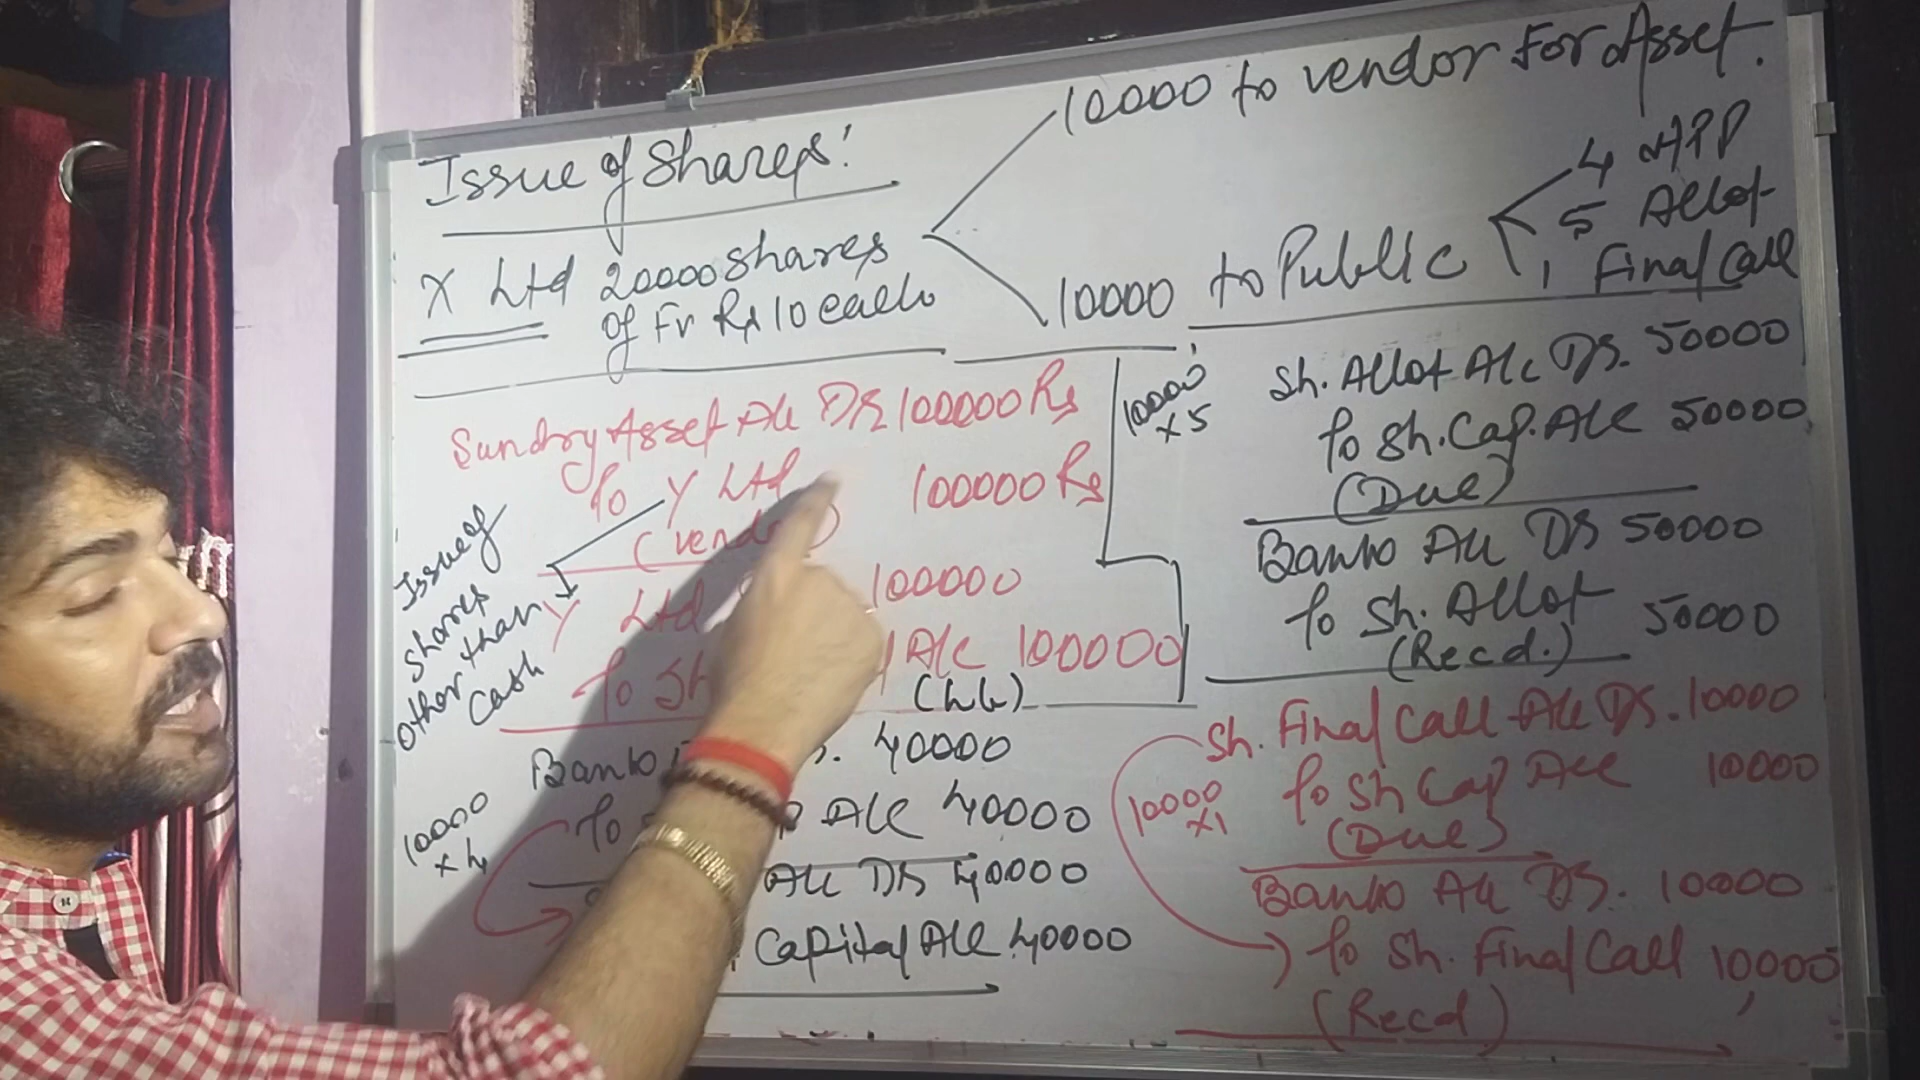 Issue of Shares:
X Ltd 20000 shares
of Fv Rs 10 each
10000 to vendor For Asset.
10000 to Public
4 APP
5 Allot
1 Final Call
Sundry Asset A/c DR 100000 Rs
To Y Ltd 100000 Rs
(vendor)
Issue of
shares
other than
cash
Y Ltd 100000
To Sh A/c 100000
10000
x 4
Bank 40000
To A/c 40000
A/c DR 40000
Capital A/c 40000
10000
x 5
Sh. Allot A/c DR. 50000
To Sh. Cap. A/c 50000
(Due)
Bank A/c DR 50000
To Sh. Allot 50000
(Recd.)
10000
x1
Sh. Final Call A/c DR. 10000
To Sh Cap A/c 10000
(Due)
Bank A/c DR. 10000
To Sh. Final Call 10000
(Recd)